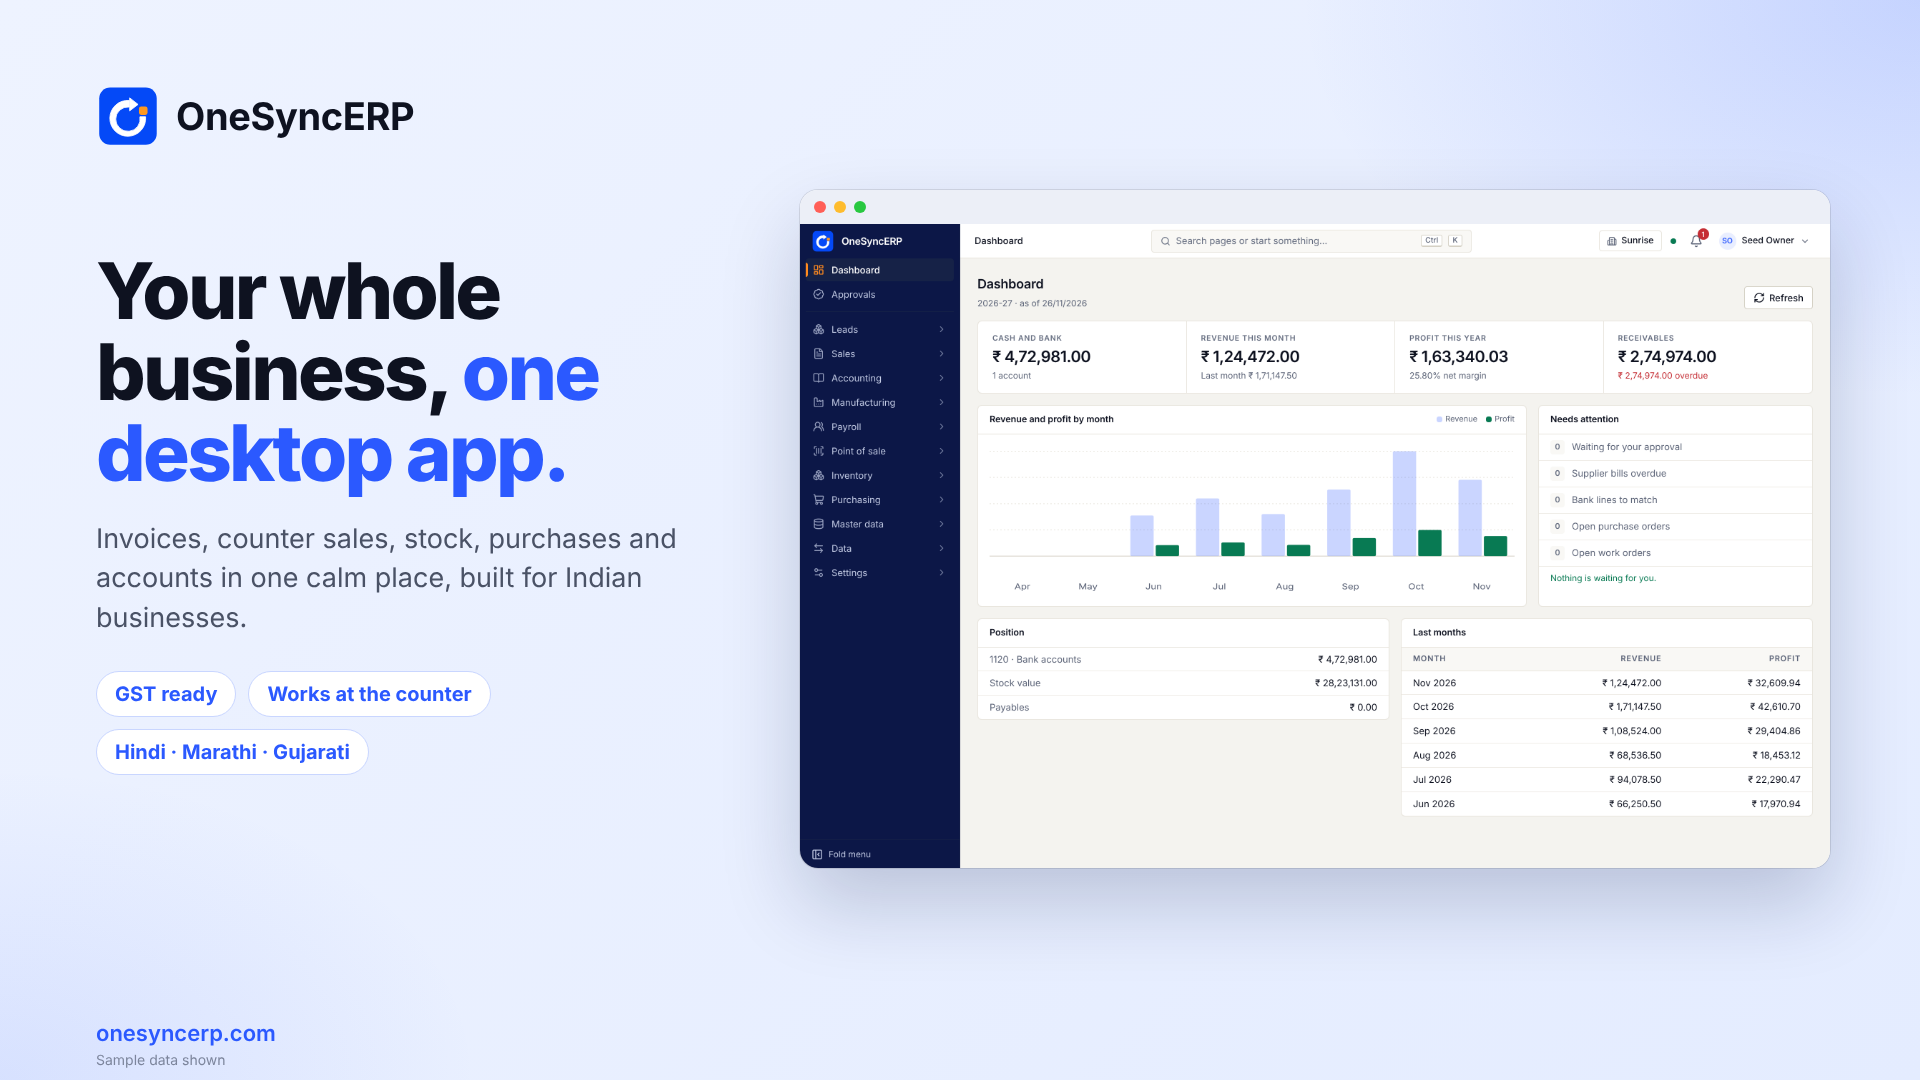 OneSyncERP
Your whole
business, one
desktop app.
Invoices, counter sales, stock, purchases and
accounts in one calm place, built for Indian
businesses.
GST ready
Works at the counter
Hindi · Marathi · Gujarati
onesyncerp.com
Sample data shown
OneSyncERP
Dashboard
Approvals
Leads
Sales
Accounting
Manufacturing
Payroll
Point of sale
Inventory
Purchasing
Master data
Data
Settings
Fold menu
Dashboard
Search pages or start something...
Ctrl K
Sunrise
1
SO
Seed Owner
Dashboard
2026-27 · as of 26/11/2026
Refresh
CASH AND BANK
₹ 4,72,981.00
1 account
REVENUE THIS MONTH
₹ 1,24,472.00
Last month ₹ 1,71,147.50
PROFIT THIS YEAR
₹ 1,63,340.03
25.80% net margin
RECEIVABLES
₹ 2,74,974.00
₹ 2,74,974.00 overdue
Revenue and profit by month
Revenue Profit
Apr May Jun Jul Aug Sep Oct Nov
Needs attention
0 Waiting for your approval
0 Supplier bills overdue
0 Bank lines to match
0 Open purchase orders
0 Open work orders
Nothing is waiting for you.
Position
1120 · Bank accounts ₹ 4,72,981.00
Stock value ₹ 28,23,131.00
Payables ₹ 0.00
Last months
MONTH REVENUE PROFIT
Nov 2026 ₹ 1,24,472.00 ₹ 32,609.94
Oct 2026 ₹ 1,71,147.50 ₹ 42,610.70
Sep 2026 ₹ 1,08,524.00 ₹ 29,404.86
Aug 2026 ₹ 68,536.50 ₹ 18,453.12
Jul 2026 ₹ 94,078.50 ₹ 22,290.47
Jun 2026 ₹ 66,250.50 ₹ 17,970.94